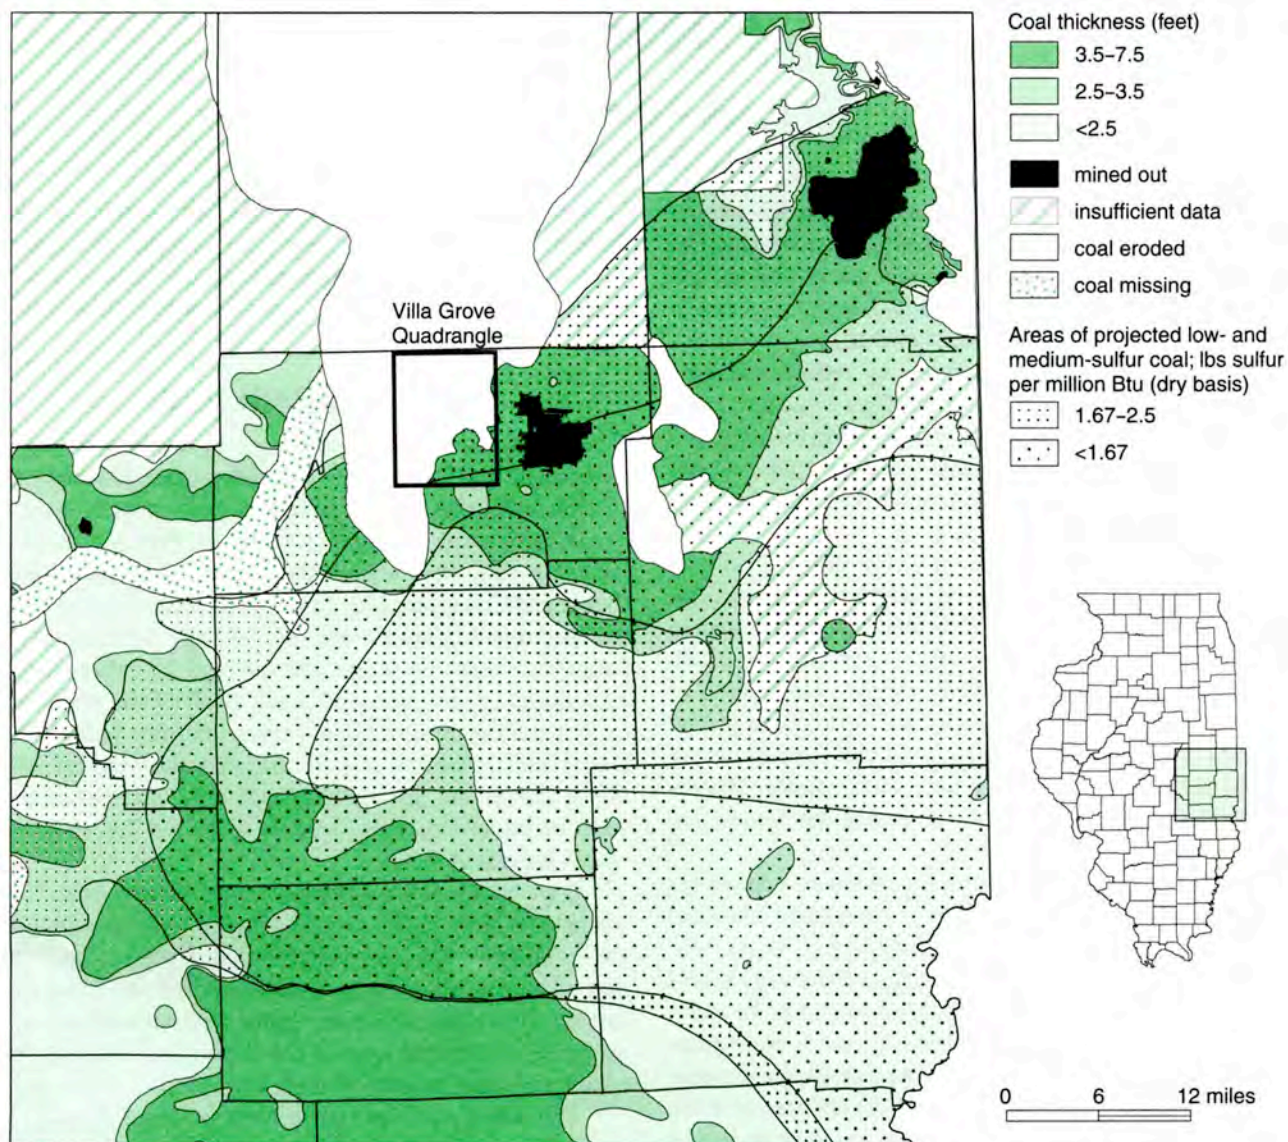 Villa Grove
Quadrangle
Coal thickness (feet)
3.5–7.5
2.5–3.5
<2.5
mined out
insufficient data
coal eroded
coal missing
Areas of projected low- and
medium-sulfur coal; lbs sulfur
per million Btu (dry basis)
1.67–2.5
<1.67
0 6 12 miles